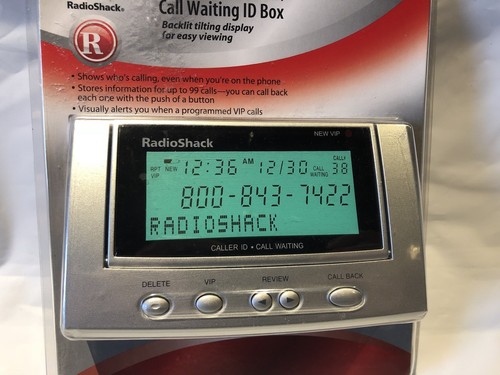 RadioShack®
R
Call Waiting ID Box
Backlit tilting display
for easy viewing
• Shows who's calling, even when you're on the phone
• Stores information for up to 99 calls—you can call back
each one with the push of a button
• Visually alerts you when a programmed VIP calls
RadioShack
NEW VIP
RPT NEW 12:36 AM 12/30 CALL WAITING CALL# 38
VIP
800-843-7422
RADIOSHACK
CALLER ID • CALL WAITING
DELETE VIP REVIEW CALL BACK